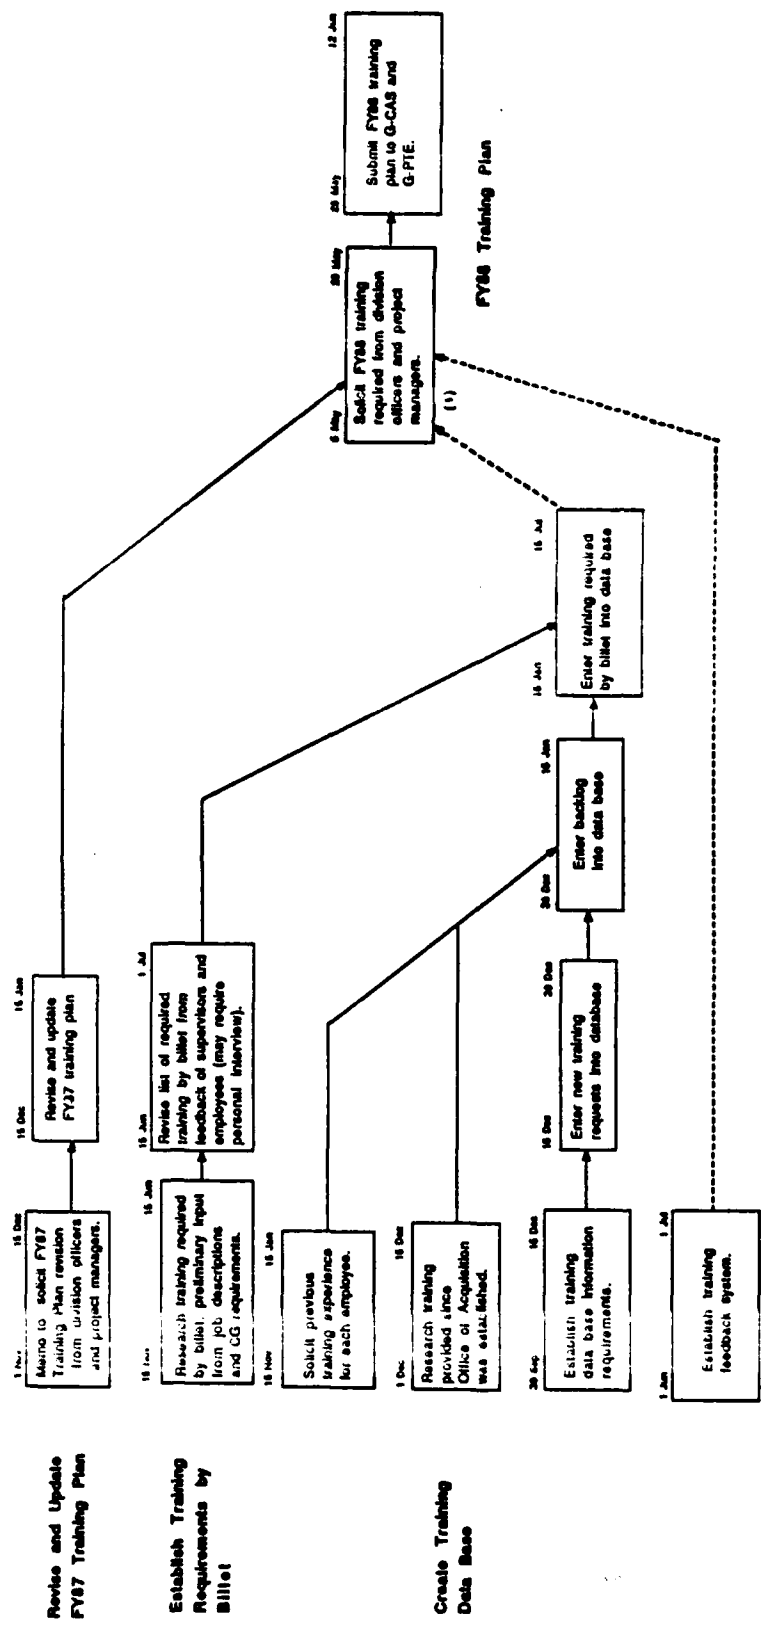 Revise and Update
FY87 Training Plan
1 Nov
15 Dec
Memo to solicit FY87
Training Plan revision
from division officers
and project managers.
15 Dec
15 Jan
Revise and update
FY87 training plan
Establish Training
Requirements by
Billet
15 Jun
Research training required
by billet, preliminary input
from job descriptions
and CG requirements.
15 Jun
1 Jul
Revise list of required
training by billet from
feedback of supervisors and
employees (may require
personal interview).
15 Nov
15 Jan
Solicit previous
training experience
for each employee.
Create Training
Data Base
1 Dec
15 Dec
Research training
provided since
Office of Acquisition
was established.
30 Sep
15 Dec
Establish training
data base information
requirements.
15 Dec
30 Dec
Enter new training
requests into database
30 Dec
15 Jan
Enter backlog
into data base
15 Jan
15 Jul
Enter training required
by billet into data base
1 Jun
1 Jul
Establish training
feedback system.
6 May
29 May
Solicit FY88 training
required from division
officers and project
managers.
(1)
29 May
12 Jun
Submit FY88 training
plan to G-CAS and
G-PTE.
FY88 Training Plan